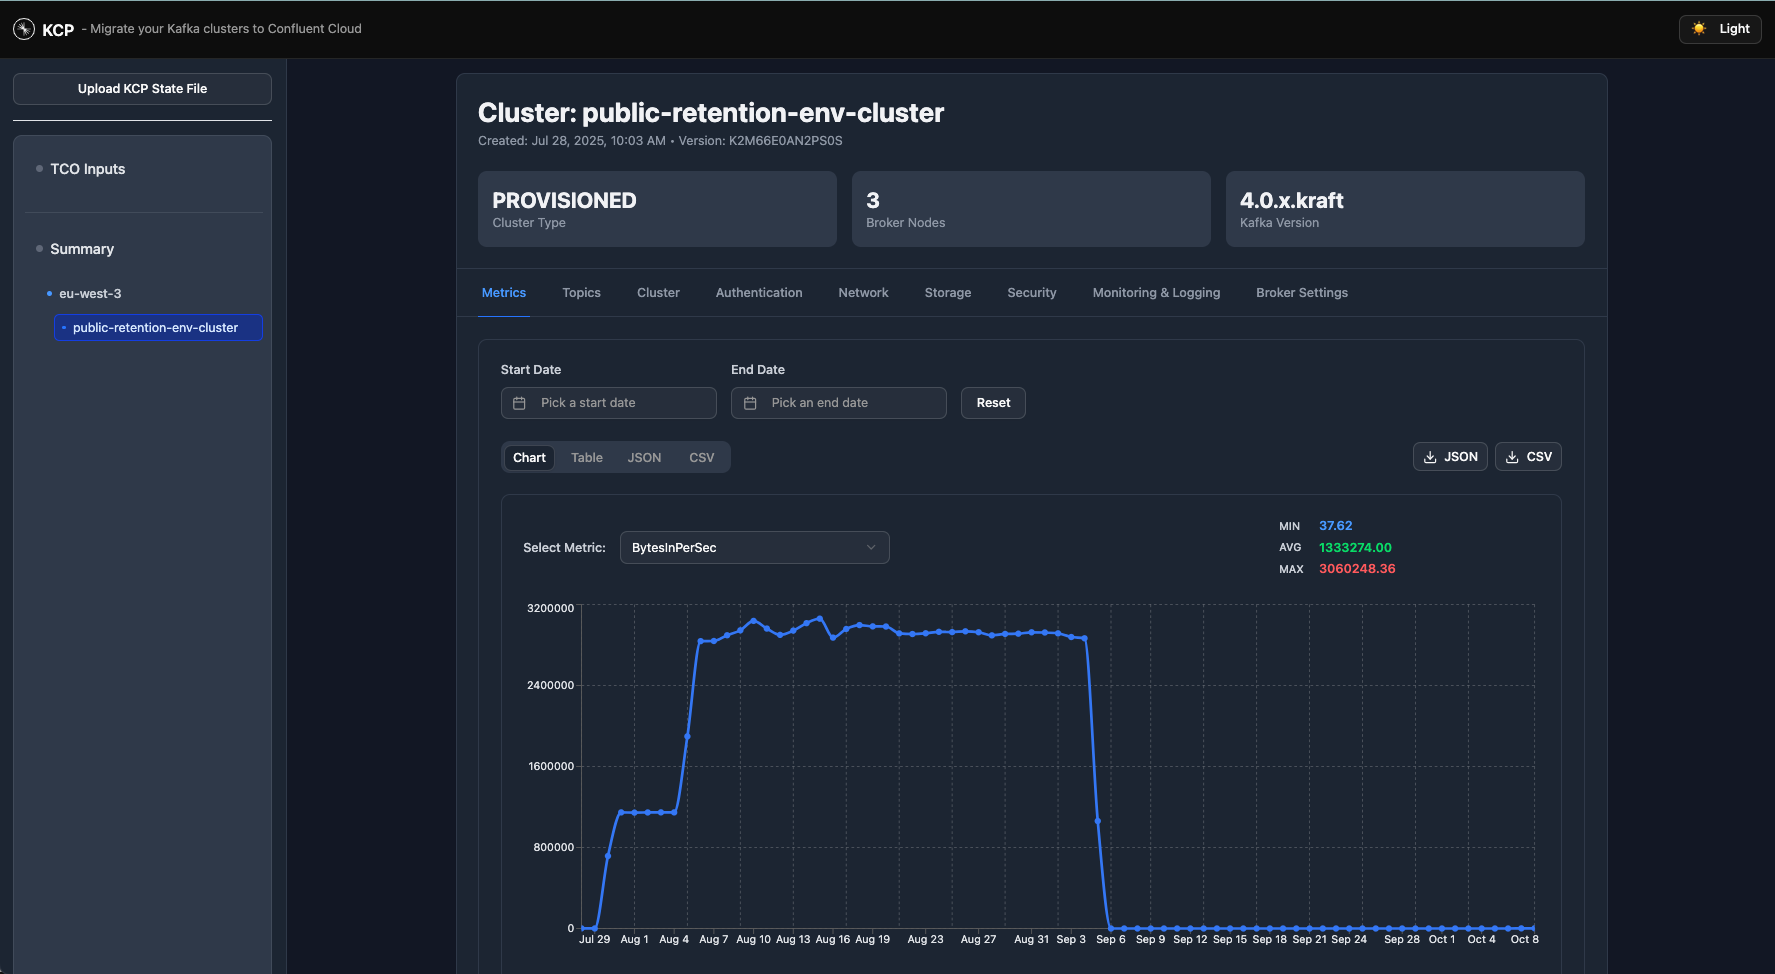 KCP - Migrate your Kafka clusters to Confluent Cloud
Light
Upload KCP State File
TCO Inputs
Summary
eu-west-3
public-retention-env-cluster
Cluster: public-retention-env-cluster
Created: Jul 28, 2025, 10:03 AM • Version: K2M66E0AN2PS0S
PROVISIONED
Cluster Type
3
Broker Nodes
4.0.x.kraft
Kafka Version
Metrics Topics Cluster Authentication Network Storage Security Monitoring & Logging Broker Settings
Start Date End Date
Pick a start date Pick an end date Reset
Chart Table JSON CSV
JSON CSV
Select Metric: BytesInPerSec
MIN 37.62
AVG 1333274.00
MAX 3060248.36
3200000
2400000
1600000
800000
0
Jul 29 Aug 1 Aug 4 Aug 7 Aug 10 Aug 13 Aug 16 Aug 19 Aug 23 Aug 27 Aug 31 Sep 3 Sep 6 Sep 9 Sep 12 Sep 15 Sep 18 Sep 21 Sep 24 Sep 28 Oct 1 Oct 4 Oct 8